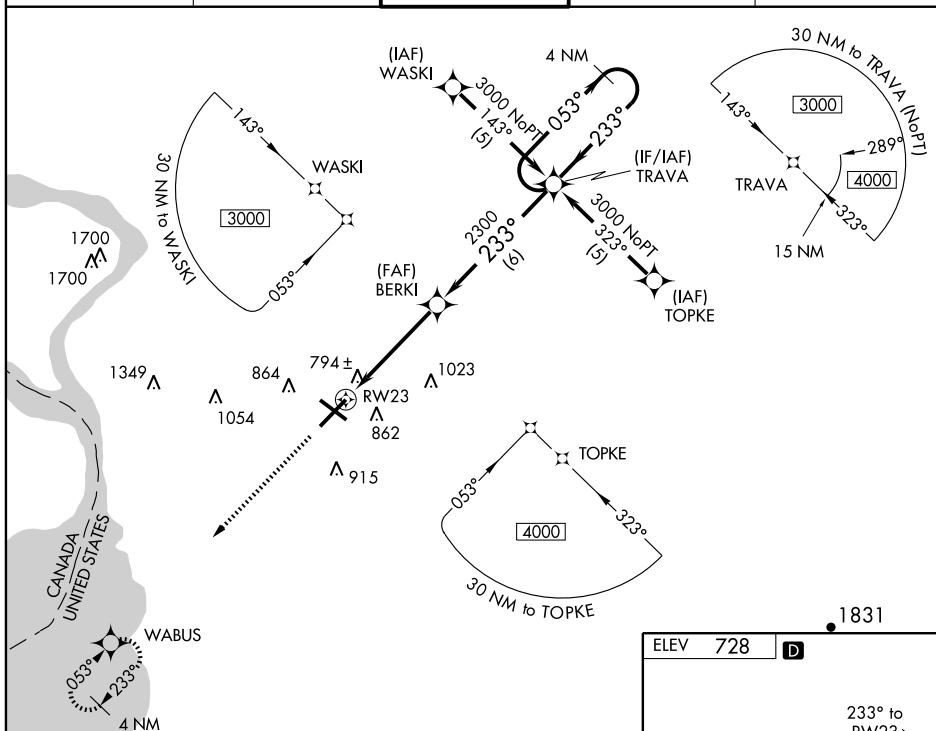 (IAF)
WASKI
4 NM
3000 NoPT
143°
(5)
053°
233°
(IF/IAF)
TRAVA
3000 NoPT
323°
(5)
(IAF)
TOPKE
2300
233°
(6)
(FAF)
BERKI
30 NM to TRAVA (NoPT)
143°
3000
289°
4000
TRAVA
323°
15 NM
143°
WASKI
30 NM to WASKI
3000
053°
1700
1700
1349
1054
864
794 ±
1023
RW23
862
915
TOPKE
053°
323°
4000
30 NM to TOPKE
CANADA
UNITED STATES
WABUS
053°
233°
4 NM
1831
ELEV 728 D
233° to
RW23